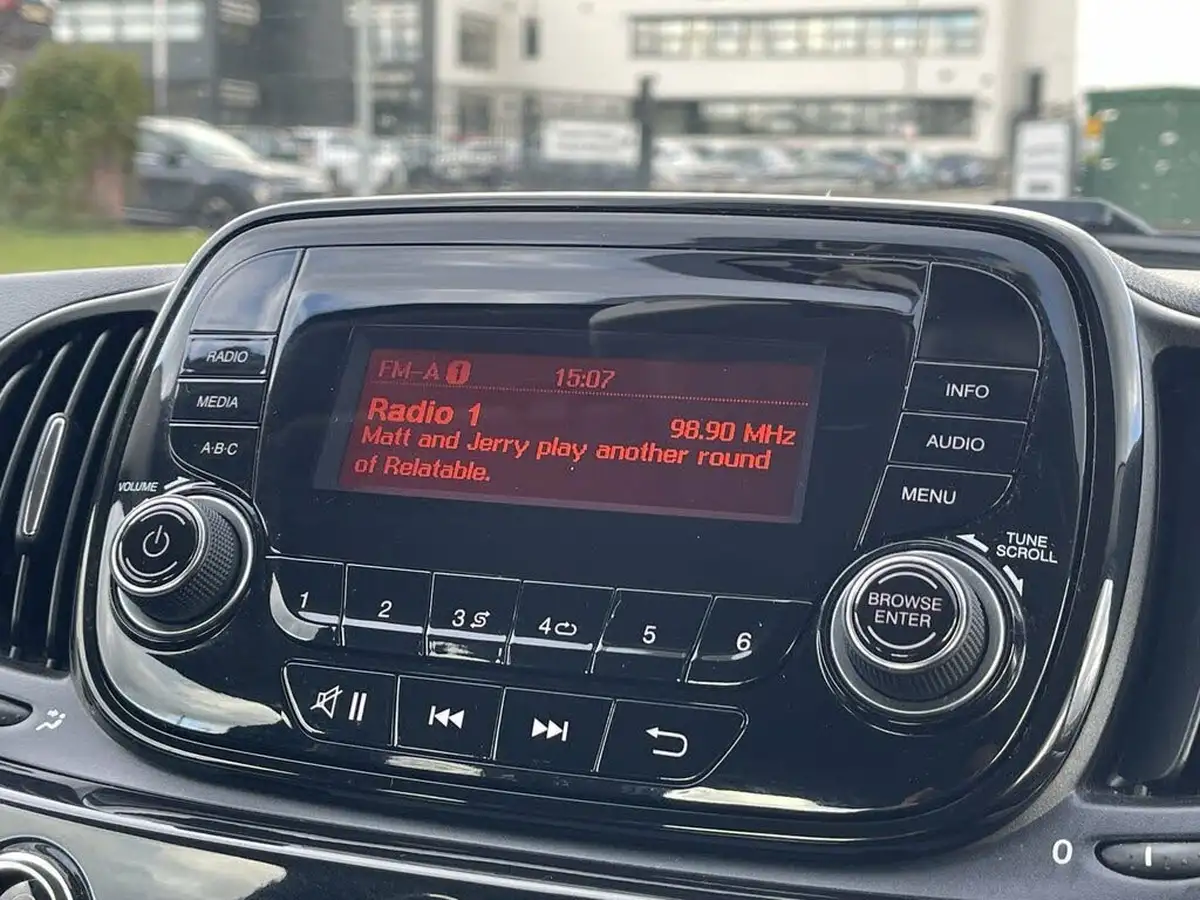 FM-A 1 15:07
Radio 1 98.90 MHz
Matt and Jerry play another round
of Relatable.
RADIO
MEDIA
A·B·C
VOLUME
INFO
AUDIO
MENU
TUNE
SCROLL
BROWSE
ENTER
1 2 3 4 5 6
0